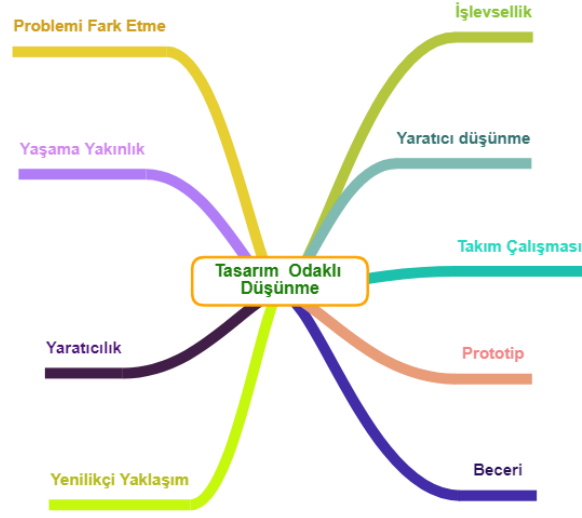 Problemi Fark Etme
İşlevsellik
Yaşama Yakınlık
Yaratıcı düşünme
Takım Çalışması
Tasarım Odaklı
Düşünme
Yaratıcılık
Prototip
Yenilikçi Yaklaşım
Beceri